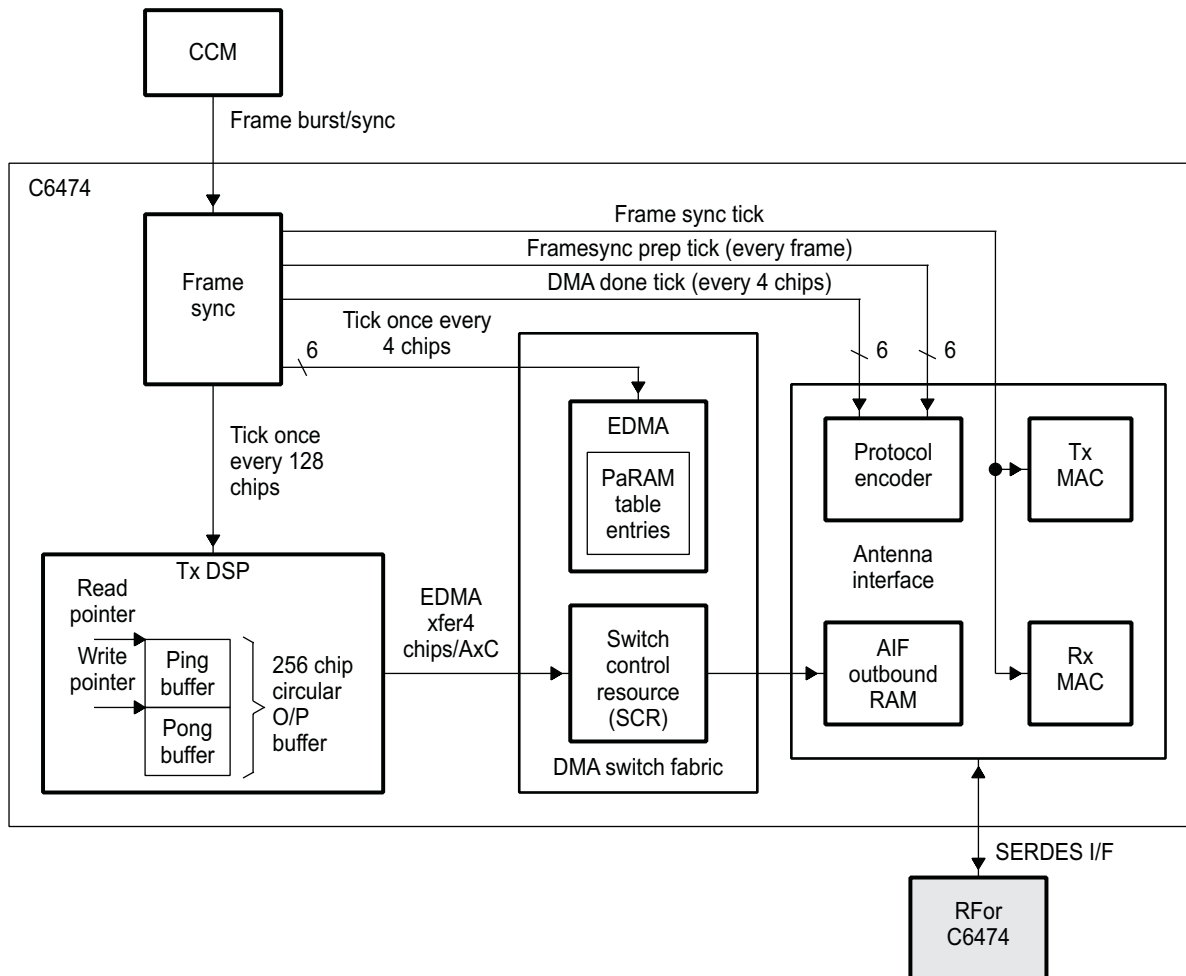 CCM
Frame burst/sync
C6474
Frame sync tick
Framesync prep tick (every frame)
DMA done tick (every 4 chips)
Frame
sync
Tick once every
4 chips
6
6
6
Tick once
every 128
chips
EDMA
PaRAM
table
entries
Protocol
encoder
Tx
MAC
Antenna
interface
Tx DSP
Read
pointer
Write
pointer
Ping
buffer
Pong
buffer
256 chip
circular
O/P
buffer
EDMA
xfer4
chips/AxC
Switch
control
resource
(SCR)
DMA switch fabric
AIF
outbound
RAM
Rx
MAC
SERDES I/F
RFor
C6474